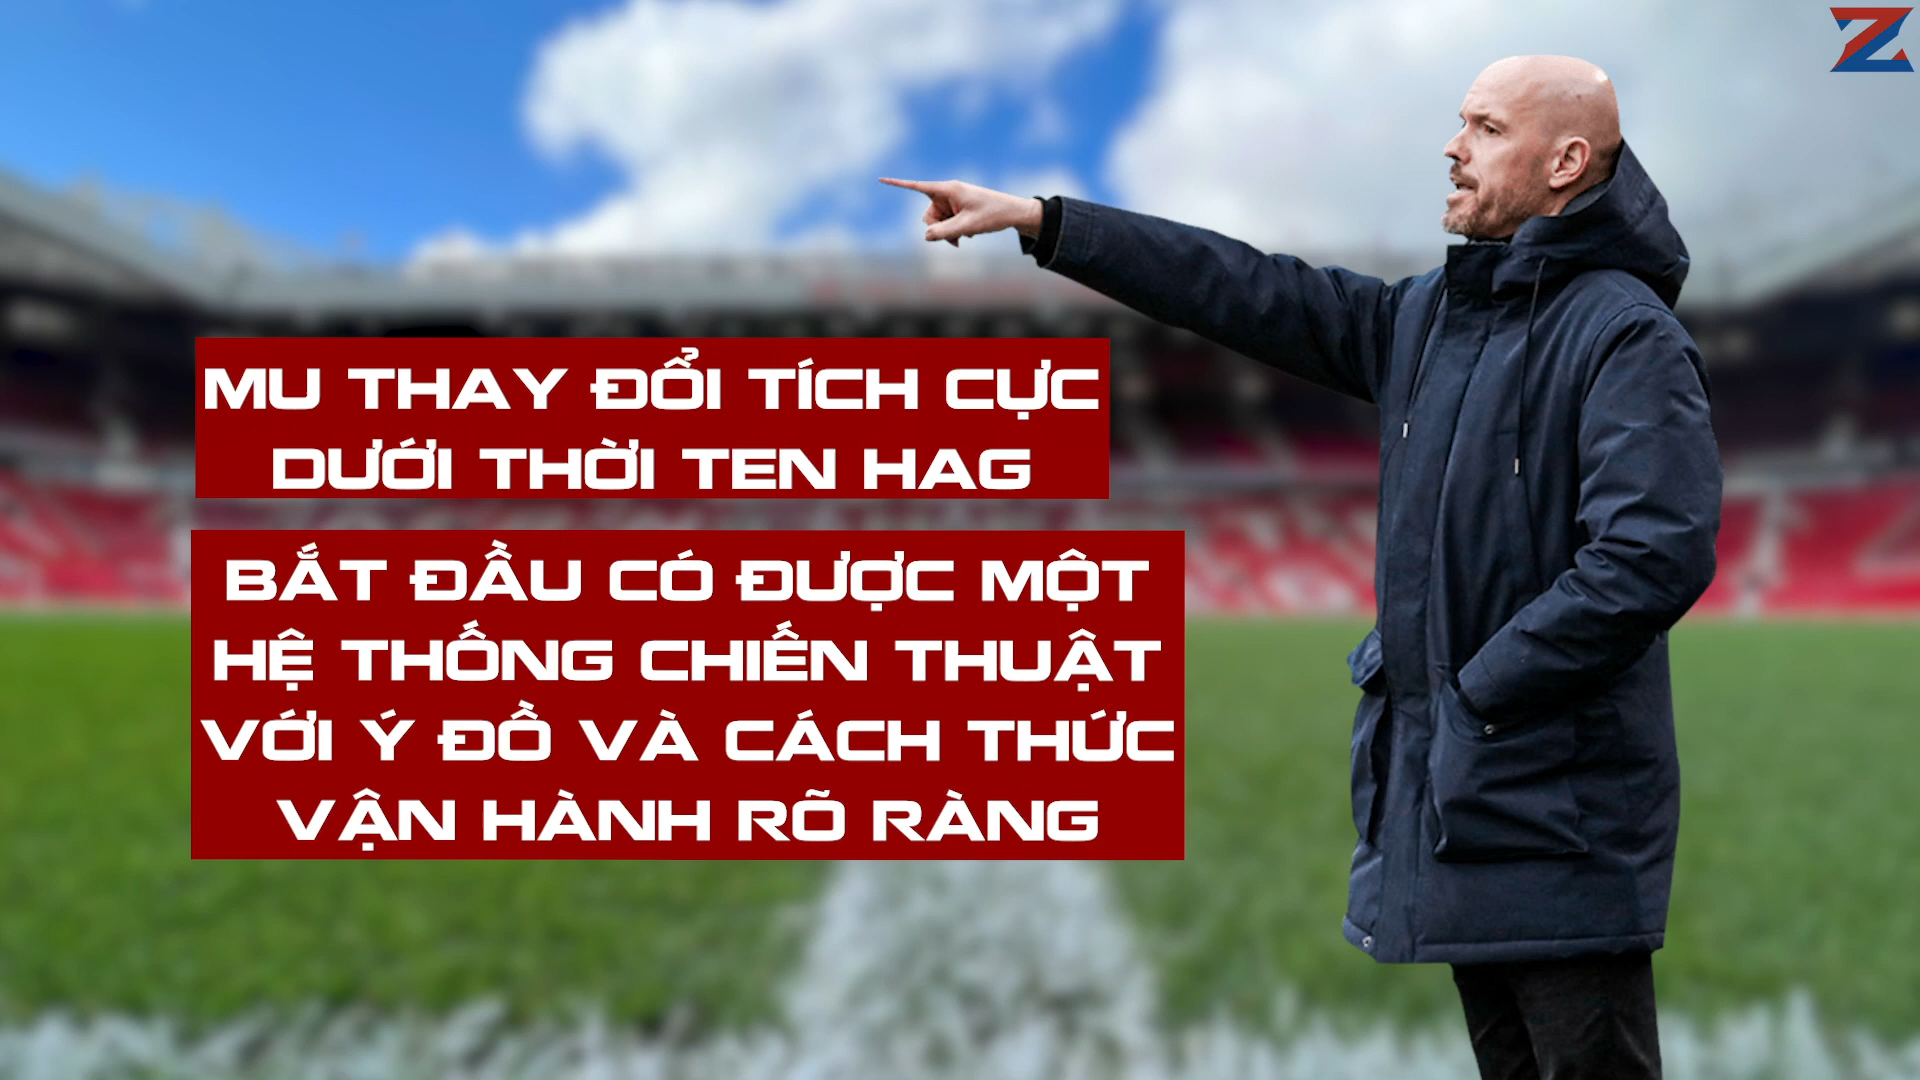 MU THAY ĐỔI TÍCH CỰC
DƯỚI THỜI TEN HAG
BẮT ĐẦU CÓ ĐƯỢC MỘT
HỆ THỐNG CHIẾN THUẬT
VỚI Ý ĐỒ VÀ CÁCH THỨC
VẬN HÀNH RÕ RÀNG